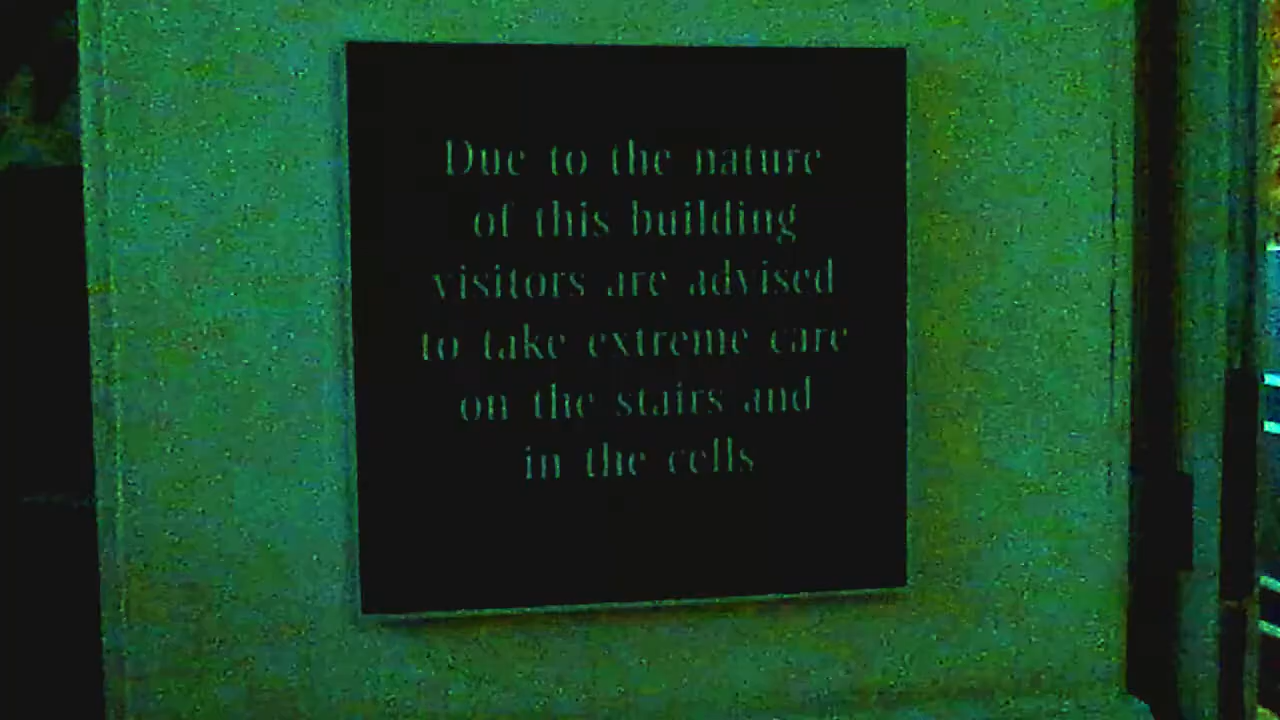 Due to the nature
of this building
visitors are advised
to take extreme care
on the stairs and
in the cells